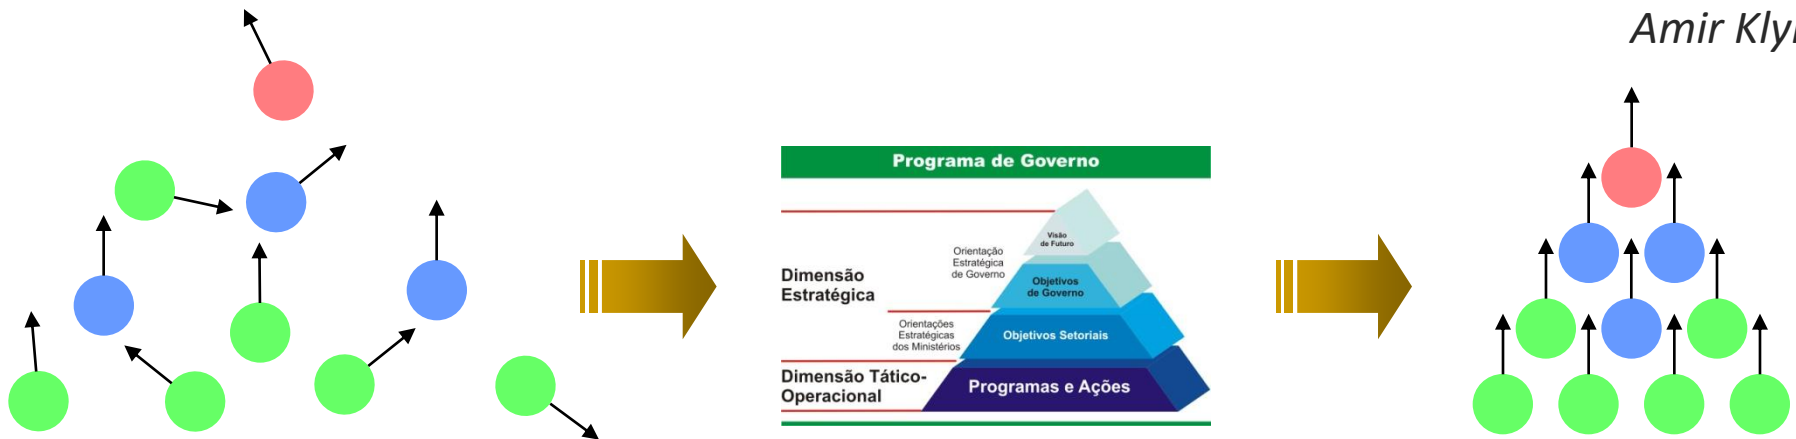 Amir
Programa de Governo
Visão
de Futuro
Orientação
Estratégica
de Governo
Dimensão
Estratégica
Objetivos
de Governo
Orientações
Estratégicas
dos Ministérios
Objetivos Setoriais
Dimensão Tático-
Operacional
Programas e Ações